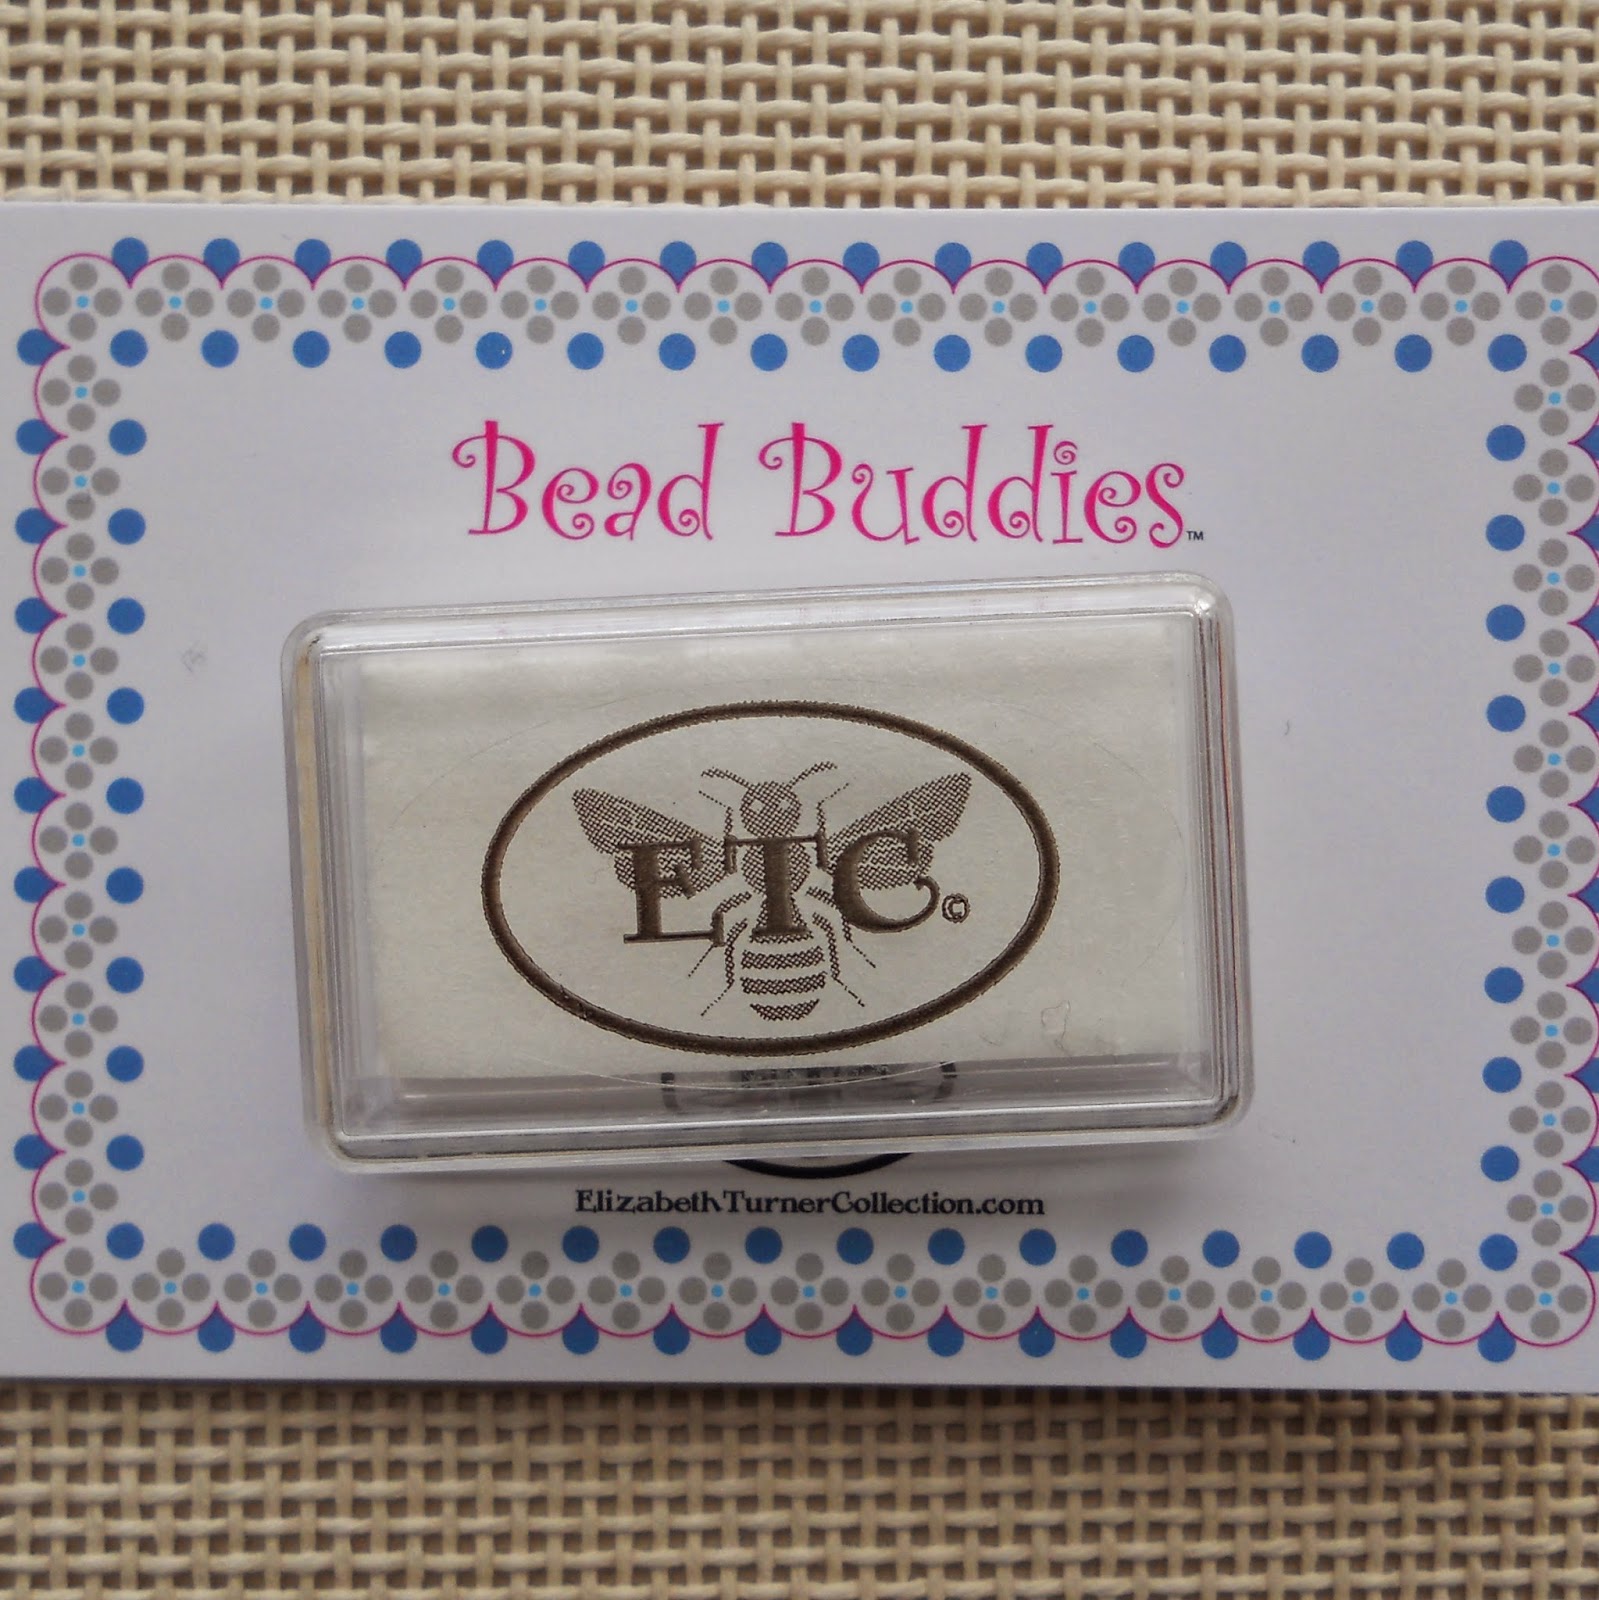 Bead Buddies™
ETC©
ElizabethTurnerCollection.com